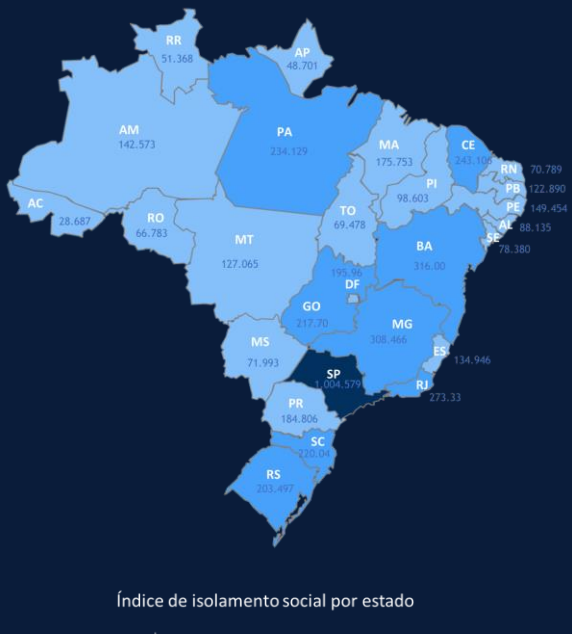 RR
51.368
AP
48.701
AM
142.573
PA
234.129
MA
175.753
CE
243.106
RN 70.789
PB 122.890
PI
98.603
PE 149.454
AC
28.687
RO
66.783
TO
69.478
AL 88.135
SE
78.380
MT
127.065
BA
316.00
195.96
DF
GO
217.70
MG
308.466
MS
71.993
ES
134.946
SP
1,004.579
RJ
273.33
PR
184.806
SC
220.04
RS
203.497
Índice de isolamento social por estado